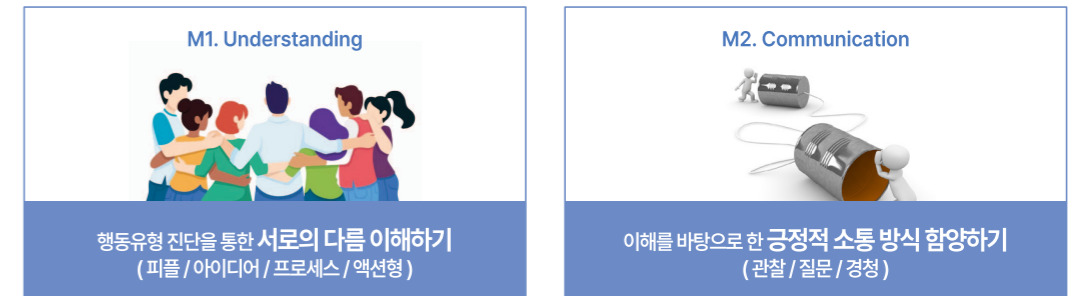 M1. Understanding
행동유형 진단을 통한 서로의 다름 이해하기
( 피플 / 아이디어 / 프로세스 / 액션형 )
M2. Communication
이해를 바탕으로 한 긍정적 소통 방식 함양하기
( 관찰 / 질문 / 경청 )